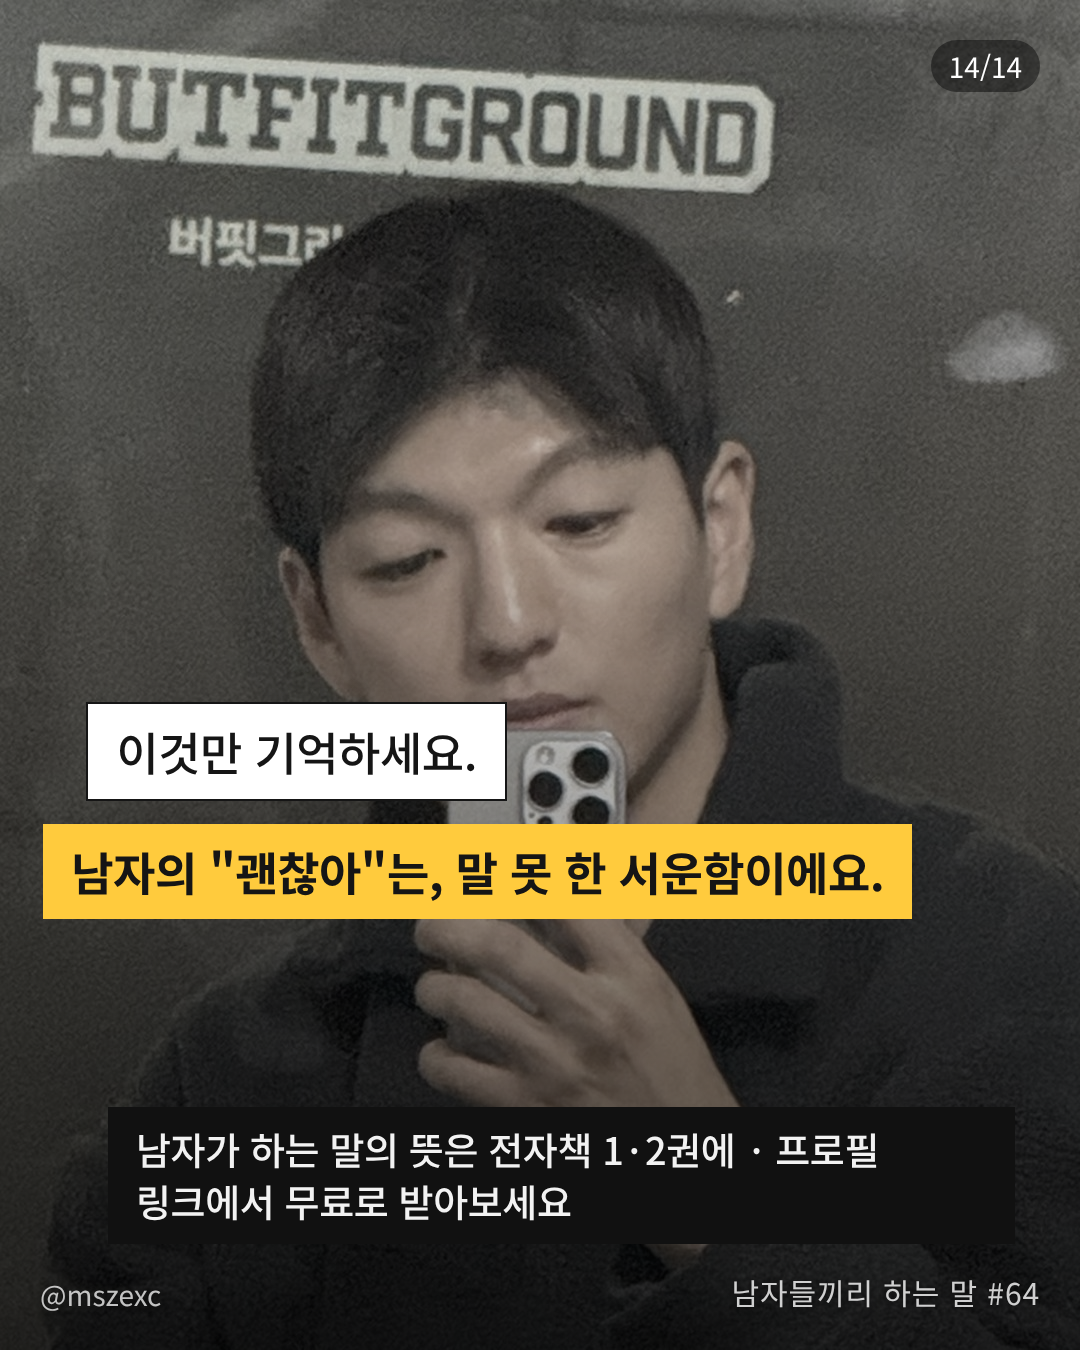 14/14
BUTFITGROUND
이것만 기억하세요.
남자의 "괜찮아"는, 말 못 한 서운함이에요.
남자가 하는 말의 뜻은 전자책 1·2권에 · 프로필
링크에서 무료로 받아보세요
@mszexc
남자들끼리 하는 말 #64